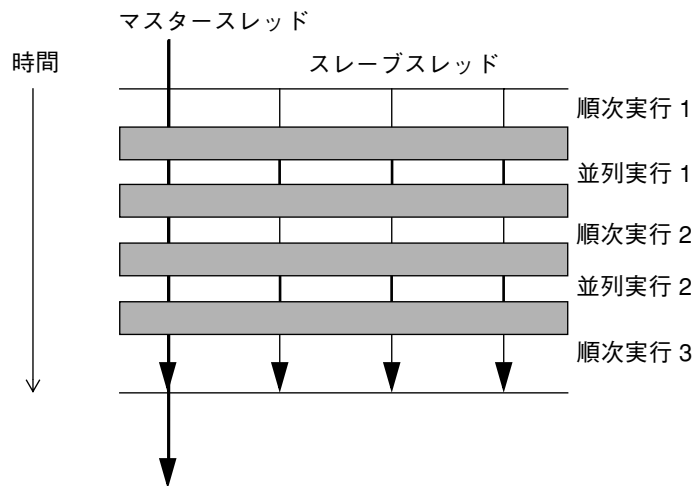 マスタースレッド
時間
スレーブスレッド
順次実行 1
並列実行 1
順次実行 2
並列実行 2
順次実行 3